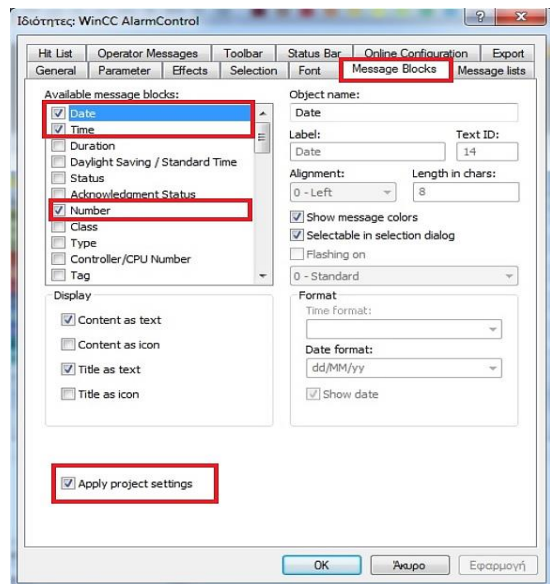 Ιδιότητες: WinCC AlarmControl
Hit List Operator Messages Toolbar Status Bar Online Configuration Export
General Parameter Effects Selection Font Message Blocks Message lists
Available message blocks:
Date
Time
Duration
Daylight Saving / Standard Time
Status
Acknowledgment Status
Number
Class
Type
Controller/CPU Number
Tag
Object name:
Date
Label: Text ID:
Date 14
Alignment: Length in chars:
0 - Left 8
Show message colors
Selectable in selection dialog
Flashing on
0 - Standard
Display
Content as text
Content as icon
Title as text
Title as icon
Format
Time format:
Date format:
dd/MM/yy
Show date
Apply project settings
OK Άκυρο Εφαρμογή